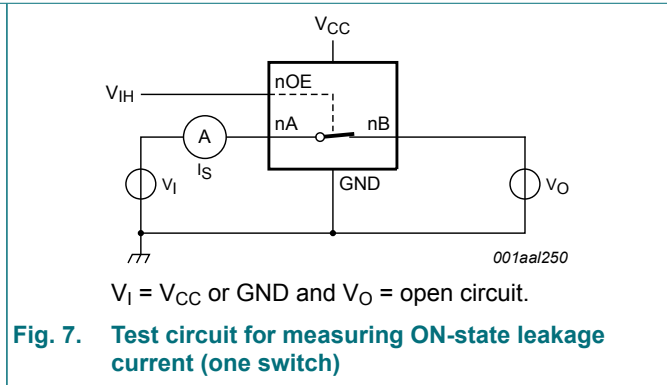 VCC
nOE
VIH
nA
nB
A
IS
VI
GND
VO
001aal250
VI = VCC or GND and VO = open circuit.
Fig. 7. Test circuit for measuring ON-state leakage
current (one switch)